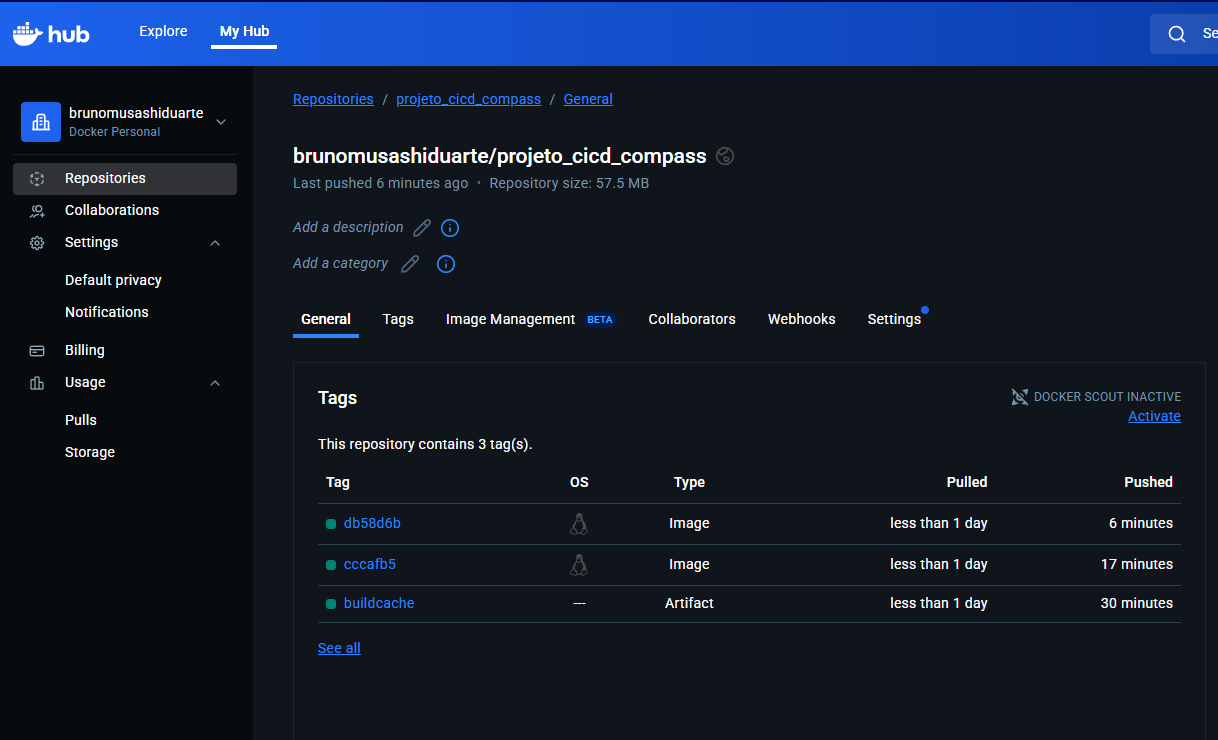 hub
Explore
My Hub
Se
brunomusashiduarte
Docker Personal
Repositories
Collaborations
Settings
Default privacy
Notifications
Billing
Usage
Pulls
Storage
Repositories / projeto_cicd_compass / General
brunomusashiduarte/projeto_cicd_compass
Last pushed 6 minutes ago • Repository size: 57.5 MB
Add a description
Add a category
General Tags Image Management BETA Collaborators Webhooks Settings
Tags
DOCKER SCOUT INACTIVE
Activate
This repository contains 3 tag(s).
Tag OS Type Pulled Pushed
db58d6b Image less than 1 day 6 minutes
cccafb5 Image less than 1 day 17 minutes
buildcache --- Artifact less than 1 day 30 minutes
See all